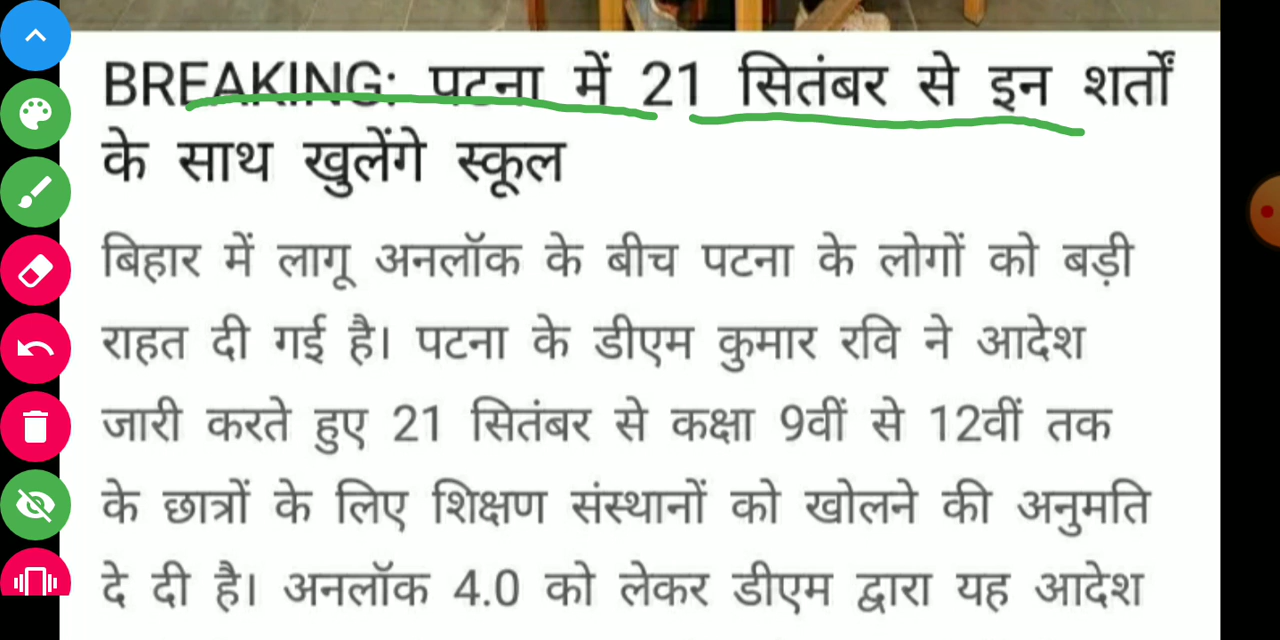 BREAKING: पटना में 21 सितंबर से इन शर्तों
के साथ खुलेंगे स्कूल
बिहार में लागू अनलॉक के बीच पटना के लोगों को बड़ी
राहत दी गई है। पटना के डीएम कुमार रवि ने आदेश
जारी करते हुए 21 सितंबर से कक्षा 9वीं से 12वीं तक
के छात्रों के लिए शिक्षण संस्थानों को खोलने की अनुमति
दे दी है। अनलॉक 4.0 को लेकर डीएम द्वारा यह आदेश